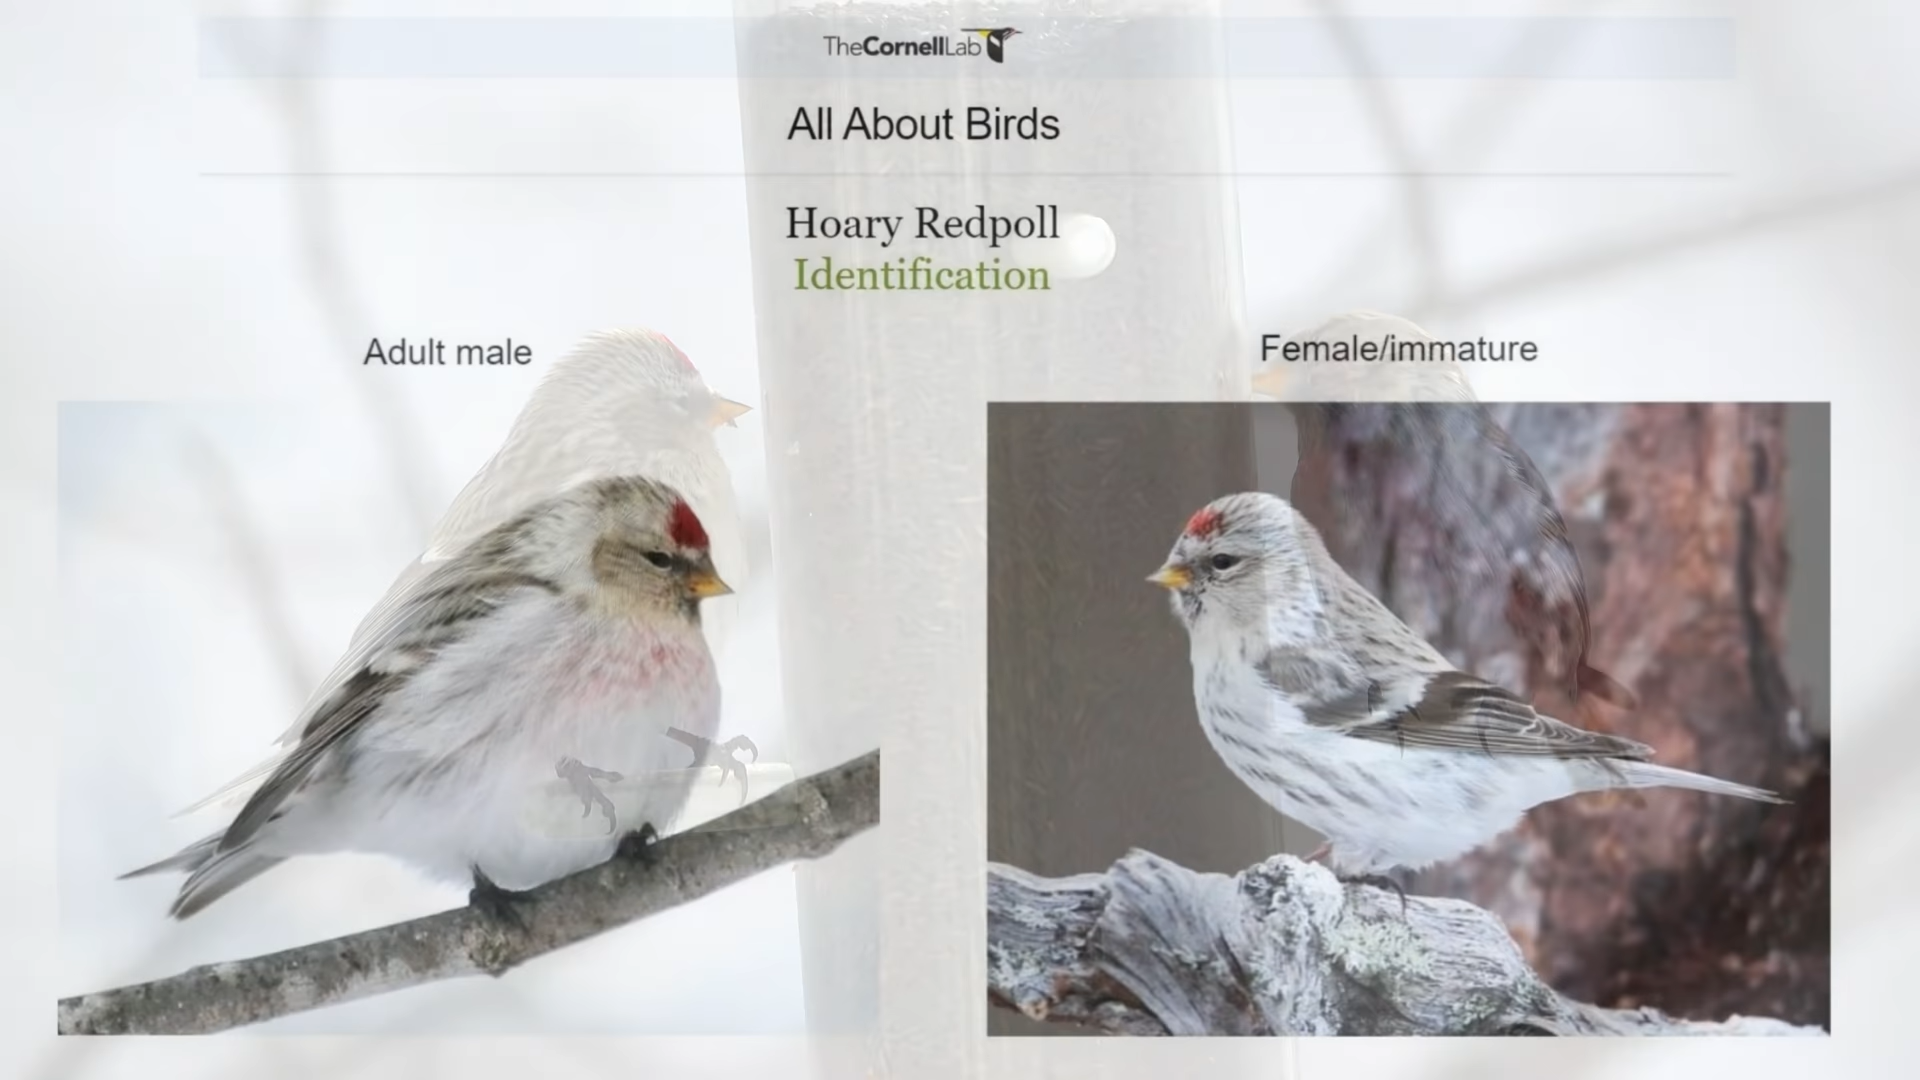 TheCornellLab
All About Birds
Hoary Redpoll
Identification
Adult male
Female/immature